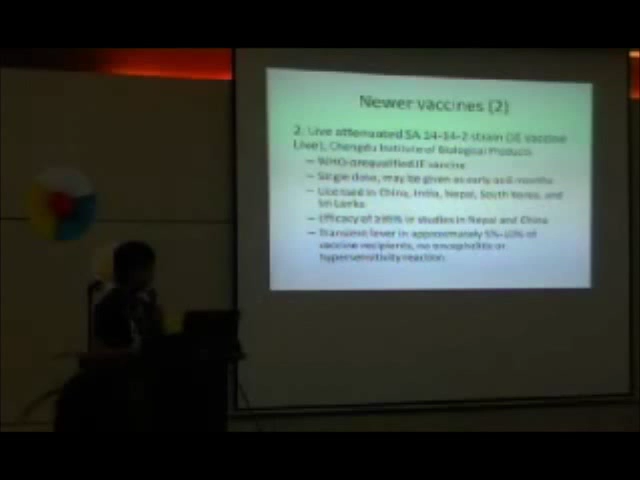 Newer vaccines (2)
2. Live attenuated SA 14-14-2 strain (JE vaccine
Live), Chengdu Institute of Biological Products
– WHO-prequalified JE vaccine
– Single dose, may be given as early as 8 months
– Licensed in China, India, Nepal, South Korea, and
Sri Lanka
– Efficacy of in studies in Nepal and China
– Transient fever in approximately 5%-10% of
vaccine recipients, no encephalitis or
hypersensitivity reaction